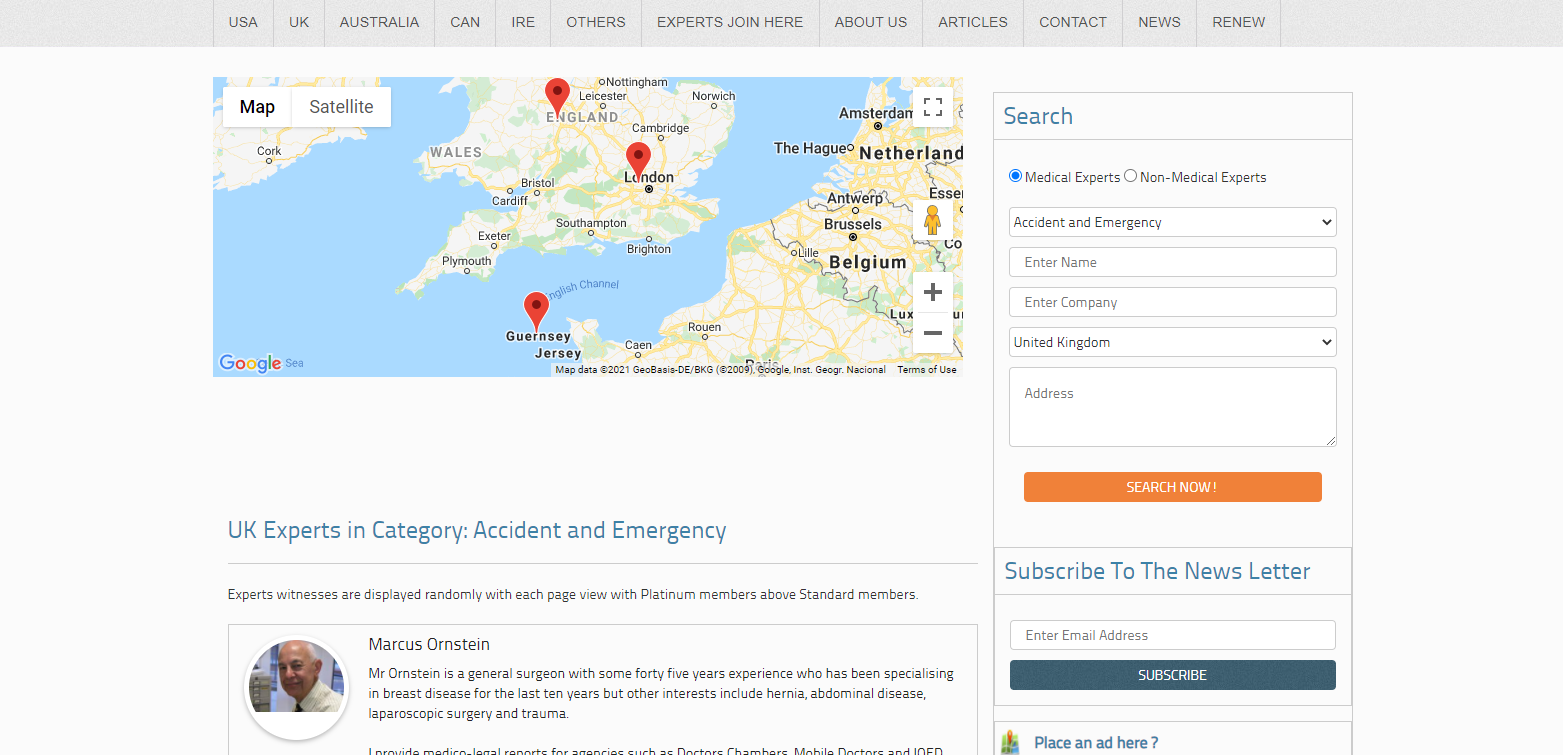 USA UK AUSTRALIA CAN IRE OTHERS EXPERTS JOIN HERE ABOUT US ARTICLES CONTACT NEWS RENEW
Map Satellite
Nottingham
Leicester
Norwich
ENGLAND
Cambridge
Amsterdam
Cork
WALES
The Hague
Netherland
London
Bristol
Cardiff
Essen
Antwerp
Southampton
Brussels
Exeter
Brighton
Lille
Co
Plymouth
Belgium
English Channel
Guernsey
Rouen
Jersey
Caen
Paris
Google Sea
Map data ©2021 GeoBasis-DE/BKG (©2009), Google, Inst. Geogr. Nacional Terms of Use
UK Experts in Category: Accident and Emergency
Experts witnesses are displayed randomly with each page view with Platinum members above Standard members.
Marcus Ornstein
Mr Ornstein is a general surgeon with some forty five years experience who has been specialising
in breast disease for the last ten years but other interests include hernia, abdominal disease,
laparoscopic surgery and trauma.
I provide medico-legal reports for agencies such as Doctors Chambers, Mobile Doctors and
Search
Medical Experts Non-Medical Experts
Accident and Emergency
Enter Name
Enter Company
United Kingdom
Address
SEARCH NOW !
Subscribe To The News Letter
Enter Email Address
SUBSCRIBE
Place an ad here ?